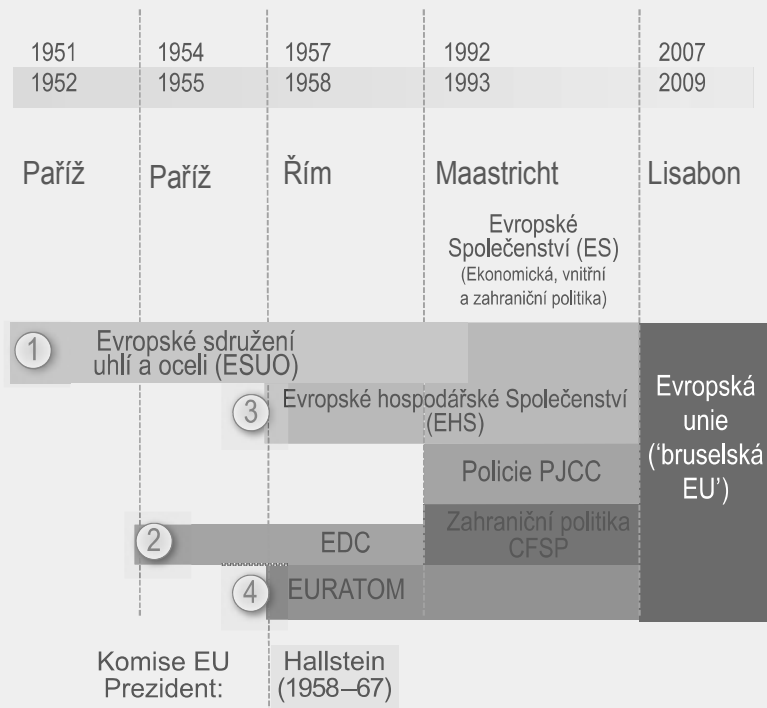 1951 1954 1957 1992 2007
1952 1955 1958 1993 2009
Paříž Paříž Řím Maastricht Lisabon
Evropské
Společenství (ES)
(Ekonomická, vnitřní
a zahraniční politika)
1 Evropské sdružení
uhlí a oceli (ESUO)
3 Evropské hospodářské Společenství
(EHS)
Evropská
unie
(‘bruselská
EU’)
Policie PJCC
2 EDC
Zahraniční politika
CFSP
4 EURATOM
Komise EU
Prezident:
Hallstein
(1958–67)